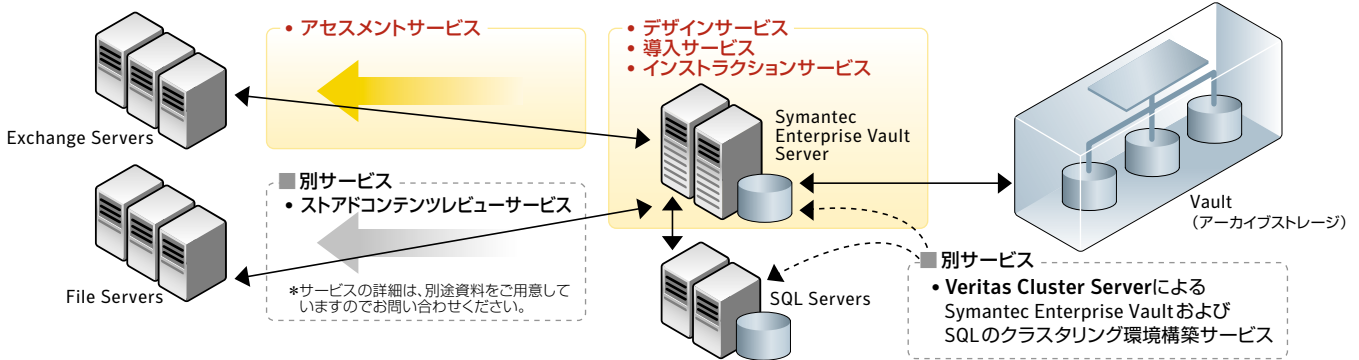 • アセスメントサービス
• デザインサービス
• 導入サービス
• インストラクションサービス
Exchange Servers
Symantec
Enterprise Vault
Server
■ 別サービス
• ストアドコンテンツレビューサービス
*サービスの詳細は、別途資料をご用意して
いますのでお問い合わせください。
File Servers
SQL Servers
Vault
（アーカイブストレージ）
■ 別サービス
• Veritas Cluster Serverによる
Symantec Enterprise Vaultおよび
SQLのクラスタリング環境構築サービス